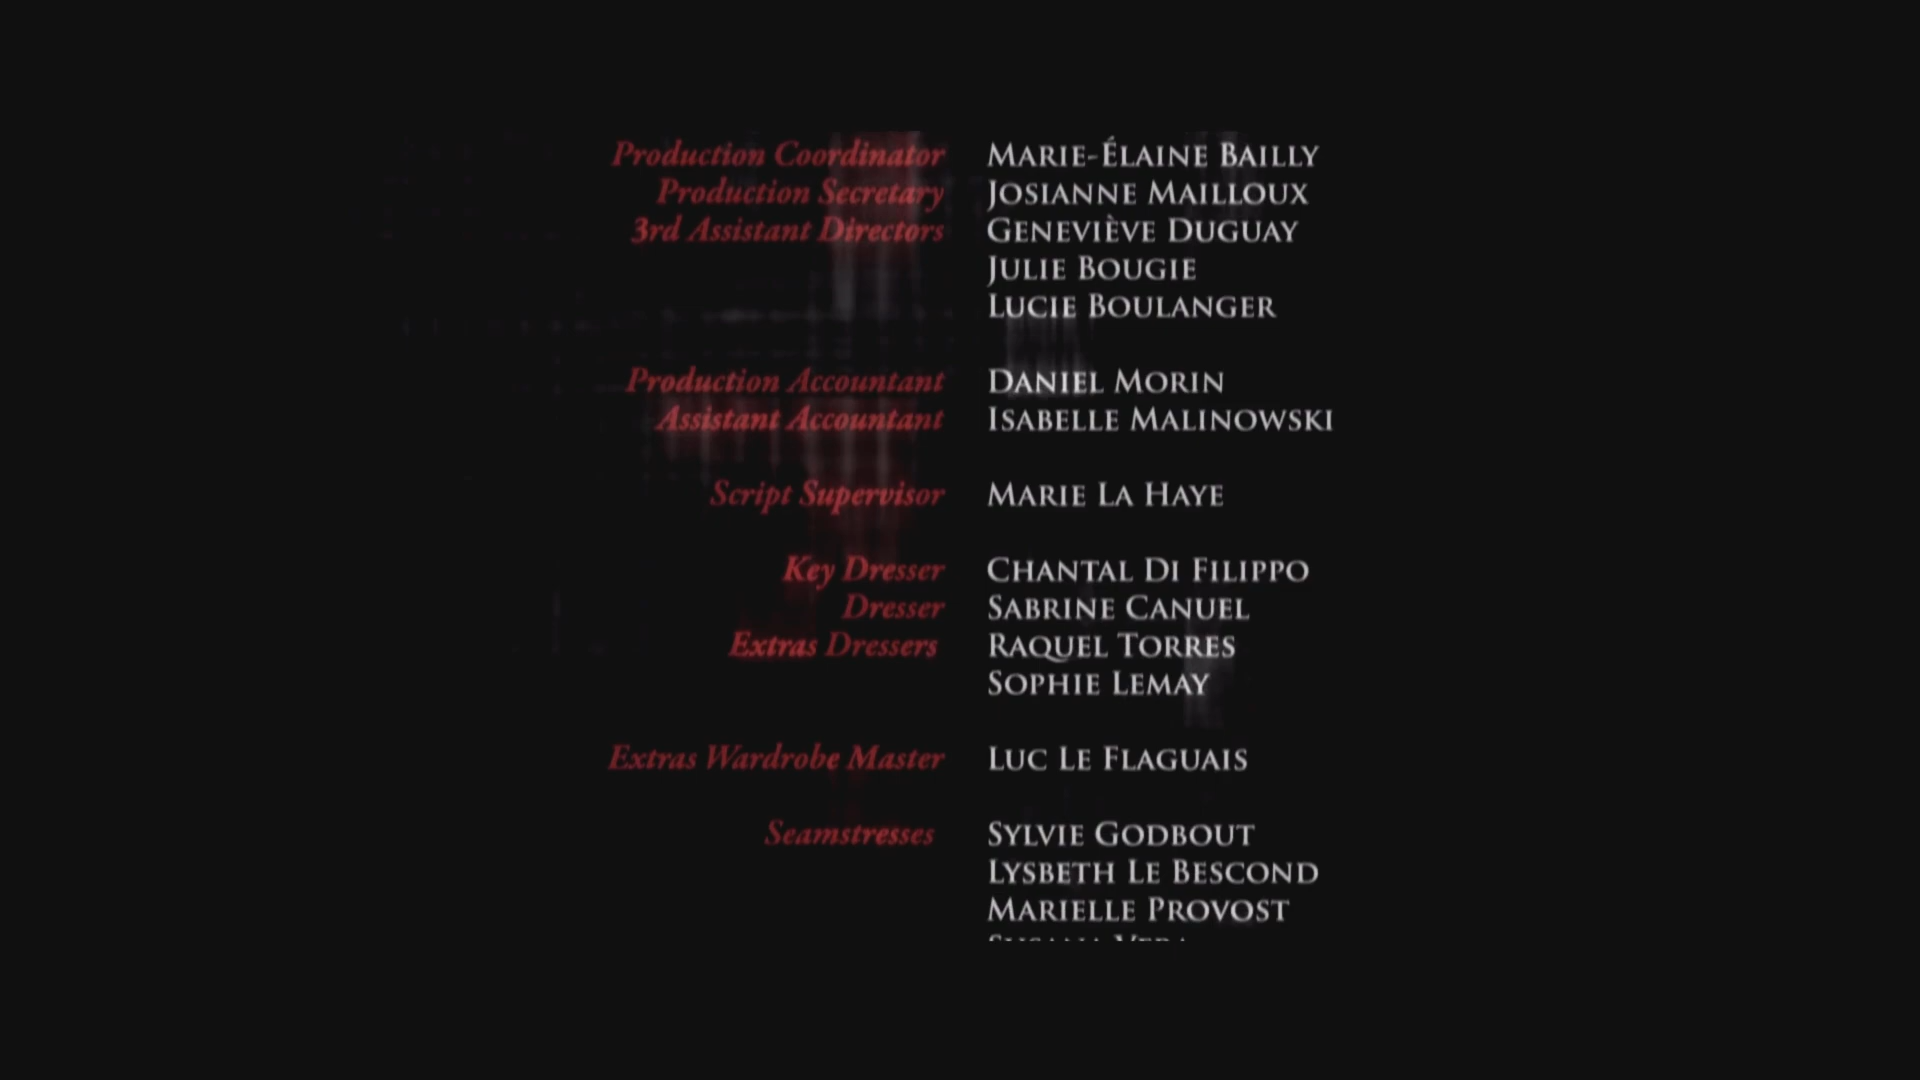 Production Coordinator MARIE-ÉLAINE BAILLY
Production Secretary JOSIANNE MAILLOUX
3rd Assistant Directors GENEVIÈVE DUGUAY
JULIE BOUGIE
LUCIE BOULANGER
Production Accountant DANIEL MORIN
Assistant Accountant ISABELLE MALINOWSKI
Script Supervisor MARIE LA HAYE
Key Dresser CHANTAL DI FILIPPO
Dresser SABRINE CANUEL
Extras Dressers RAQUEL TORRES
SOPHIE LEMAY
Extras Wardrobe Master LUC LE FLAGUAIS
Seamstresses SYLVIE GODBOUT
LYSBETH LE BESCOND
MARIELLE PROVOST